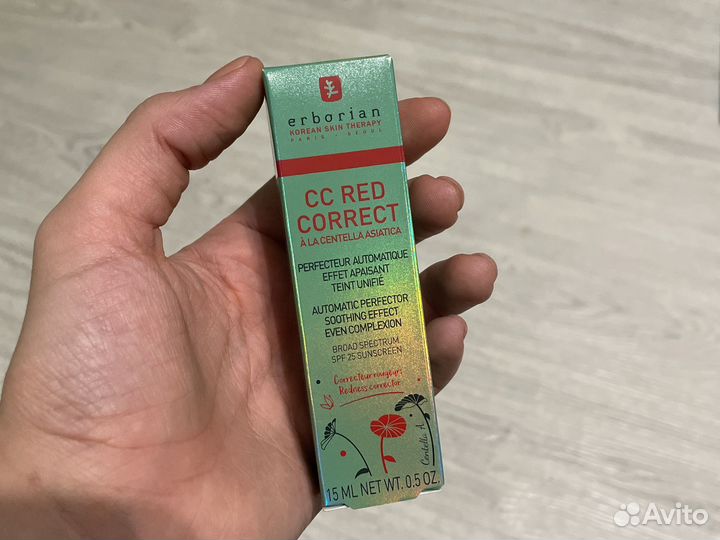 erborian
KOREAN SKIN THERAPY
PARIS - SEOUL
CC RED
CORRECT
À LA CENTELLA ASIATICA
PERFECTEUR AUTOMATIQUE
EFFET APAISANT
TEINT UNIFIÉ
AUTOMATIC PERFECTOR
SOOTHING EFFECT
EVEN COMPLEXION
BROAD SPECTRUM
SPF 25 SUNSCREEN
Correcteur rougeurs
Redness corrector
Centella A.
15 ML NET WT. 0.5 OZ.
Avito